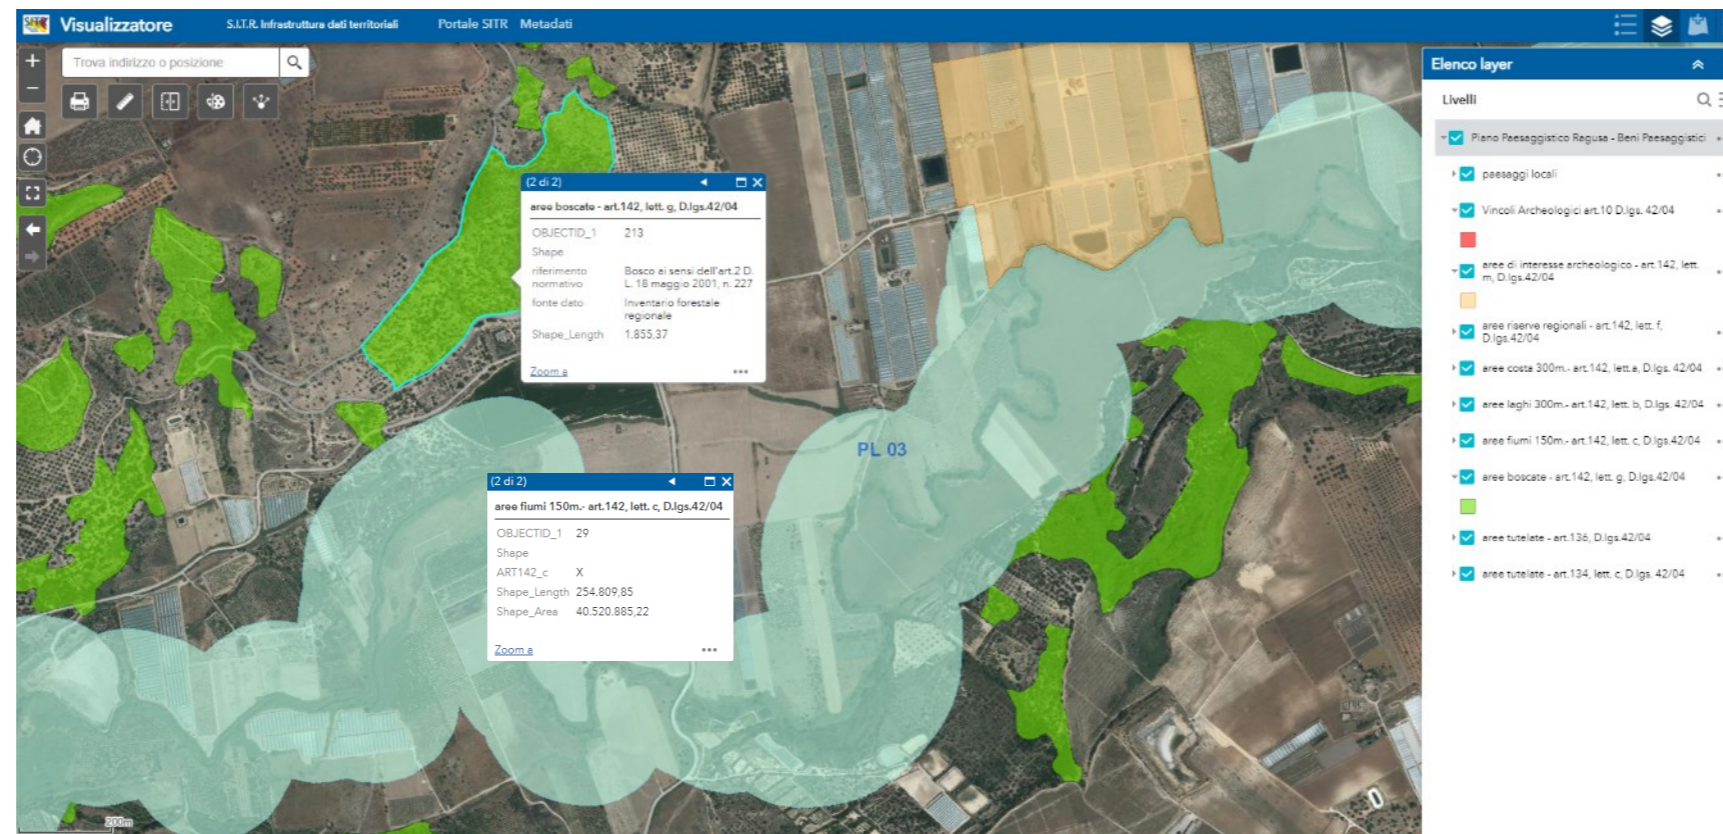 Visualizzatore
S.I.T.R. Infrastruttura dati territoriali
Portale SITR
Metadati
Trova indirizzo o posizione
(2 di 2)
aree boscate - art.142, lett. g, D.lgs.42/04
OBJECTID_1 213
Shape
riferimento normativo
Bosco ai sensi dell'art.2 D.
L. 18 maggio 2001, n. 227
fonte dato
Inventario forestale
regionale
Shape_Length 1.855,37
Zoom a
PL 03
(2 di 2)
aree fiumi 150m.- art.142, lett. c, D.lgs.42/04
OBJECTID_1 29
Shape
ART142_c X
Shape_Length 254.809,85
Shape_Area 40.520.885,22
Zoom a
200m
Elenco layer
Livelli
Piano Paesaggistico Ragusa - Beni Paesaggistici
paesaggi locali
Vincoli Archeologici art.10 D.lgs. 42/04
aree di interesse archeologico - art.142, lett.
m, D.lgs.42/04
aree riserve regionali - art.142, lett. f,
D.lgs.42/04
aree costa 300m.- art.142, lett.a, D.lgs. 42/04
aree laghi 300m.- art.142, lett. b, D.lgs. 42/04
aree fiumi 150m.- art.142, lett. c, D.lgs.42/04
aree boscate - art.142, lett. g, D.lgs.42/04
aree tutelate - art.136, D.lgs.42/04
aree tutelate - art.134, lett. c, D.lgs. 42/04